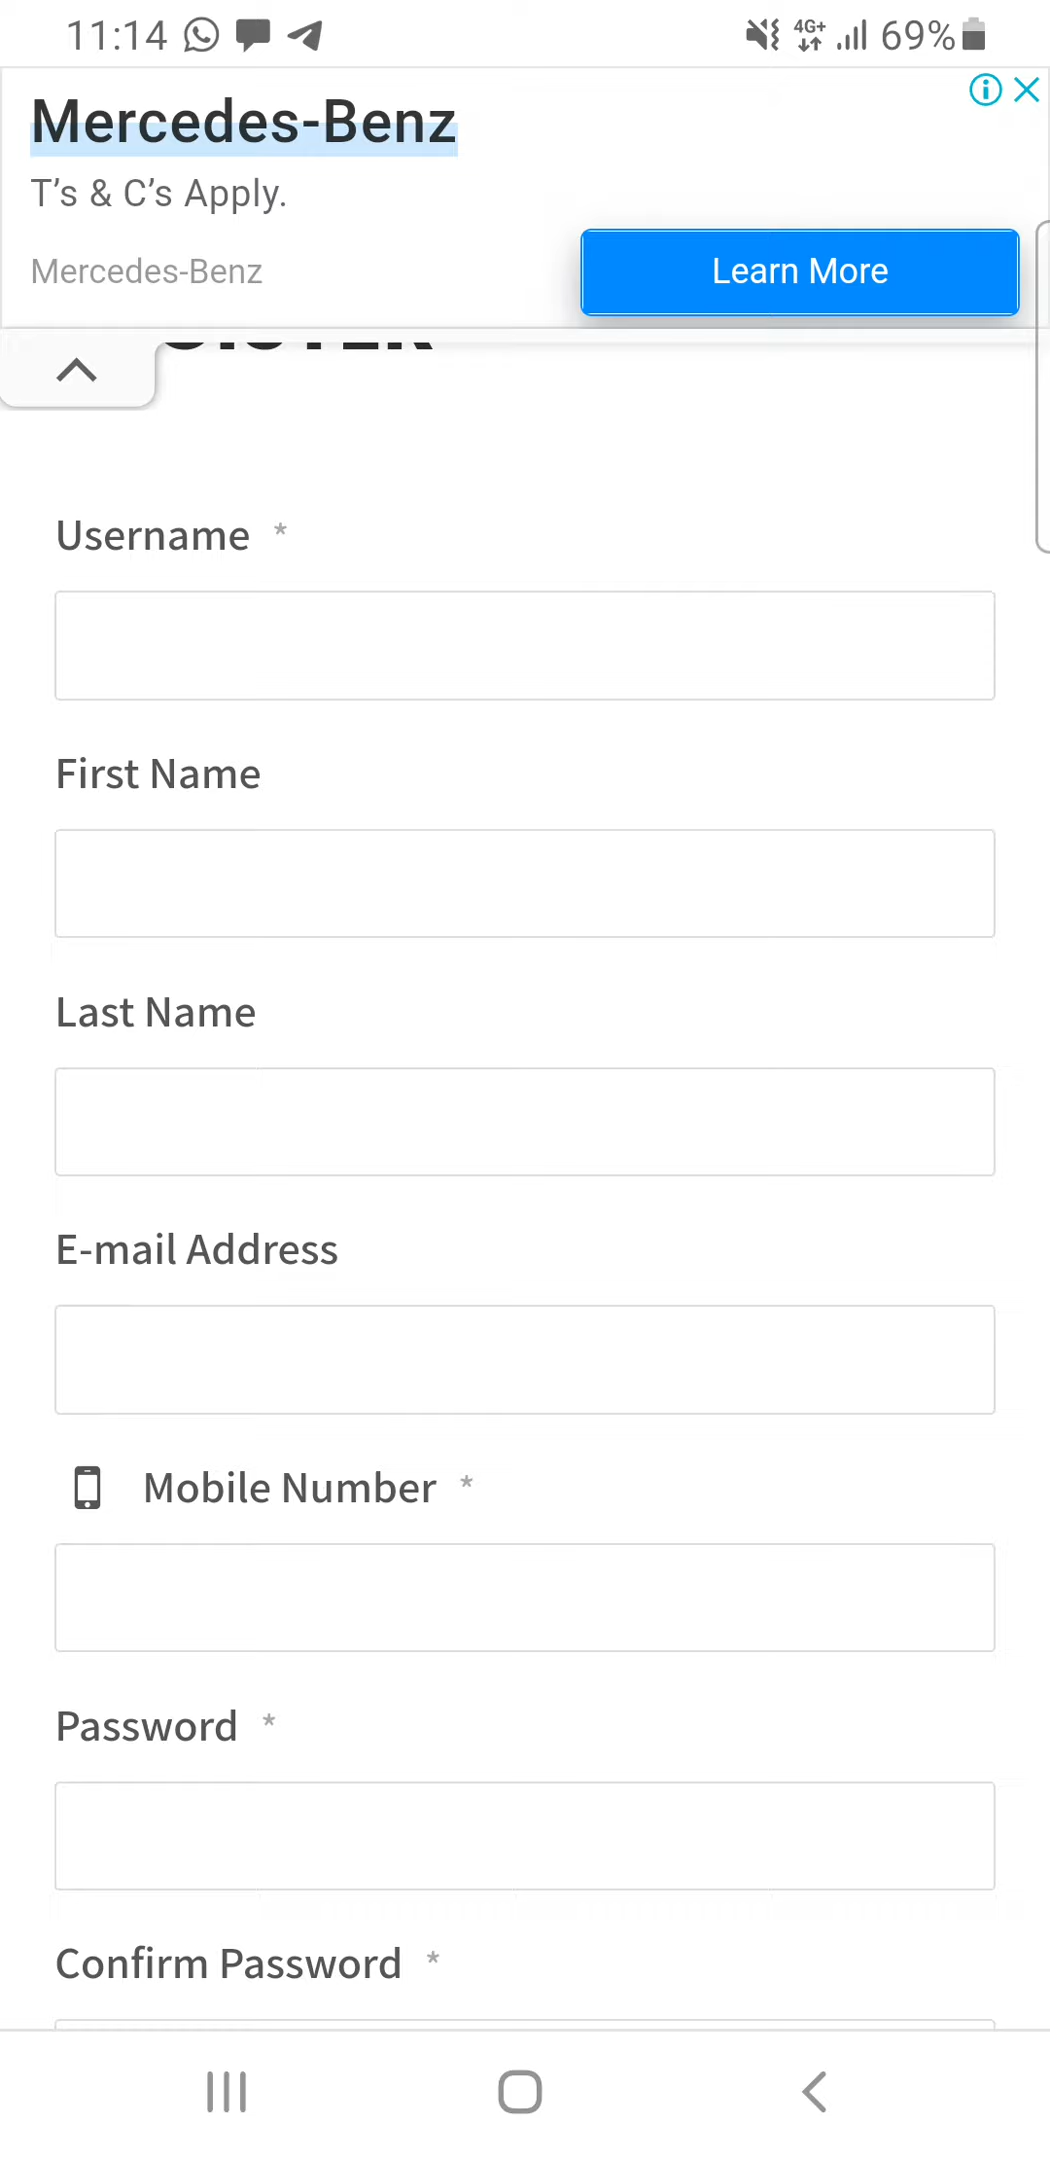 11:14 4G+ 69%
Mercedes-Benz
T's & C's Apply.
Mercedes-Benz
Learn More
Username *
First Name
Last Name
E-mail Address
Mobile Number *
Password *
Confirm Password *